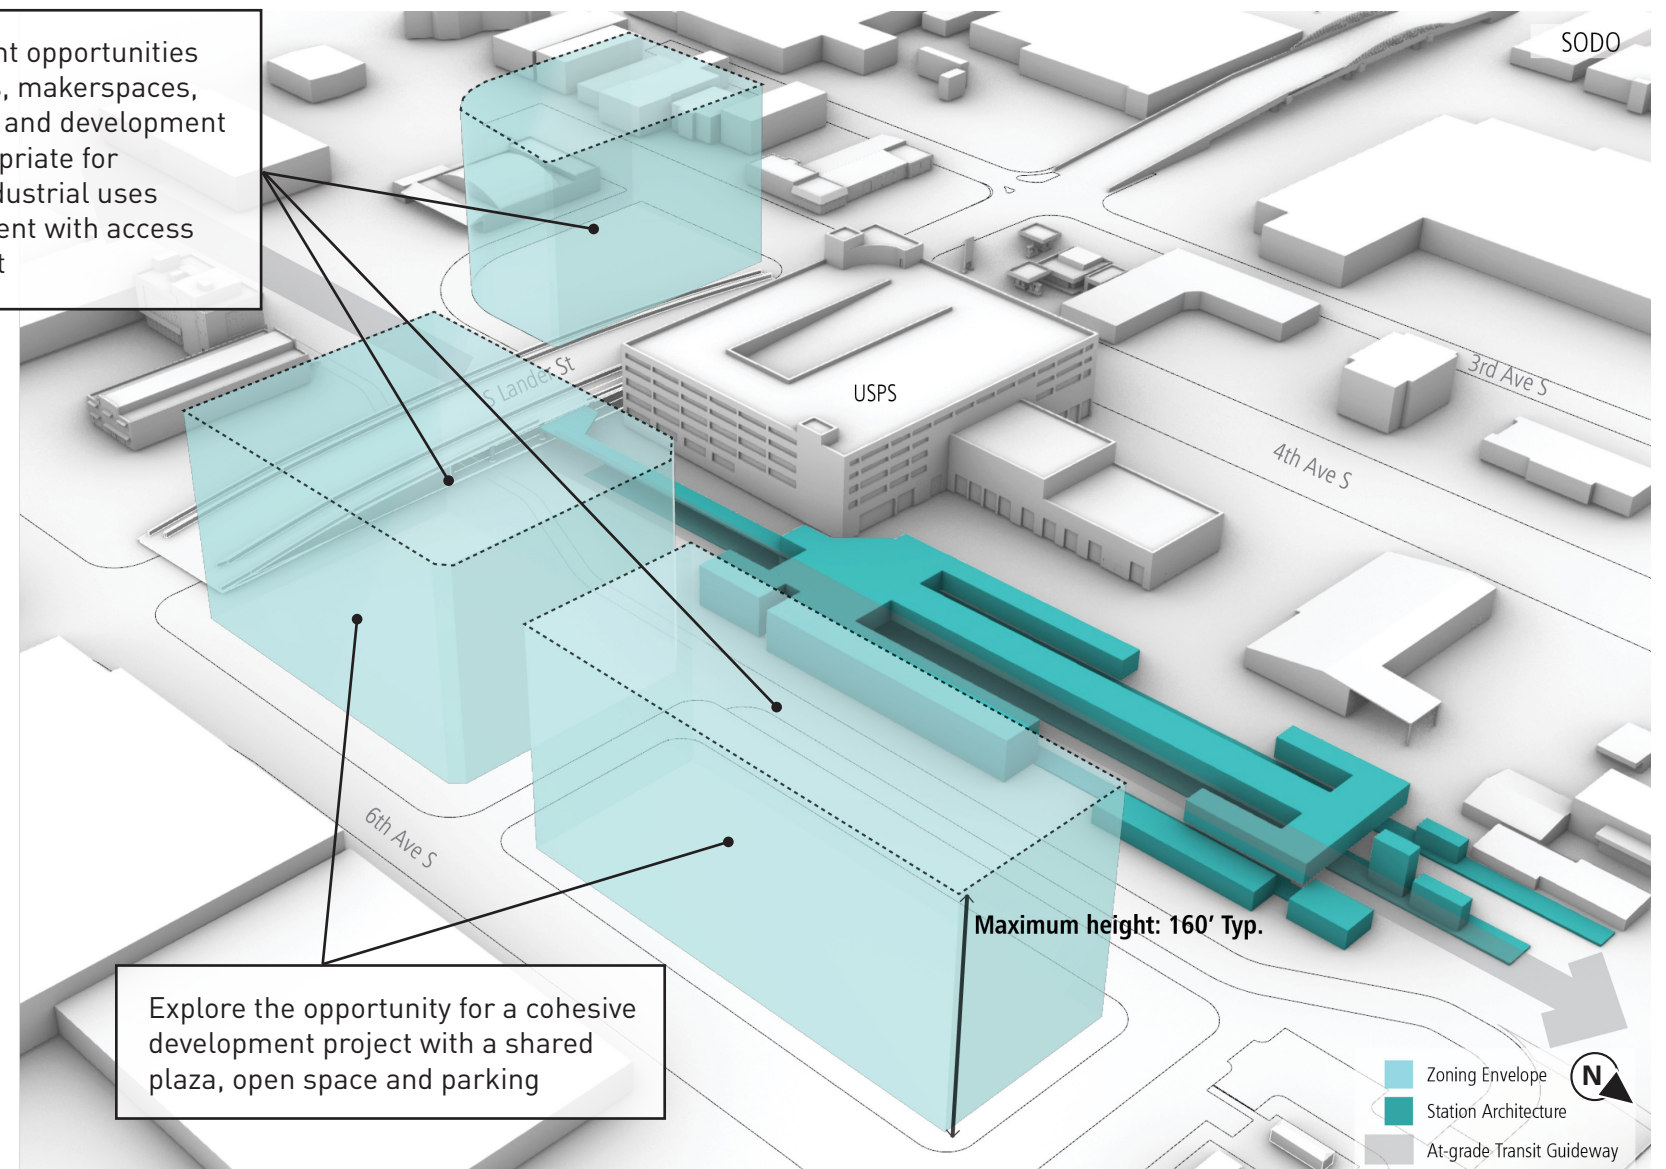 nt opportunities
, makerspaces,
and development
priate for
dustrial uses
ent with access
t
SODO
S Lander St
USPS
3rd Ave S
4th Ave S
6th Ave S
Maximum height: 160’ Typ.
Explore the opportunity for a cohesive
development project with a shared
plaza, open space and parking
Zoning Envelope
N
Station Architecture
At-grade Transit Guideway